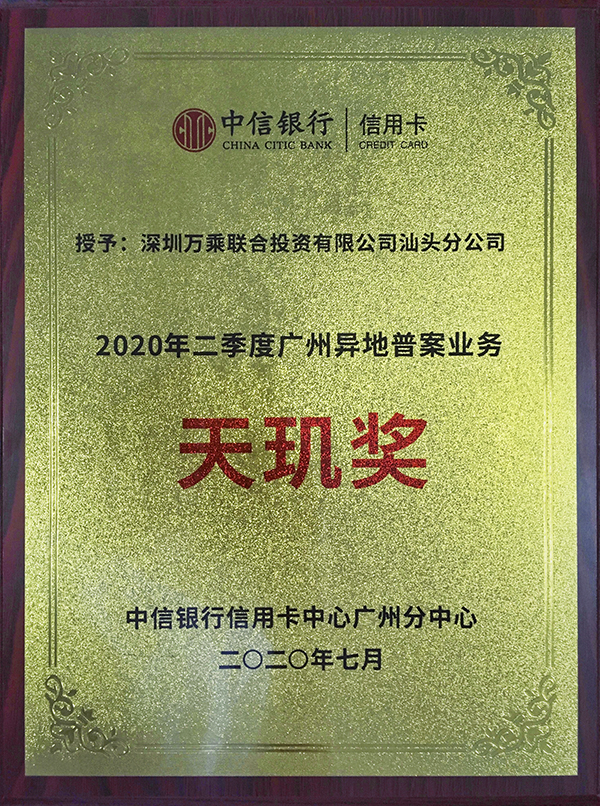 CITIC 中信银行 信用卡
CHINA CITIC BANK CREDIT CARD
授予：深圳万乘联合投资有限公司汕头分公司
2020年二季度广州异地普案业务
天玑奖
中信银行信用卡中心广州分中心
二〇二〇年七月